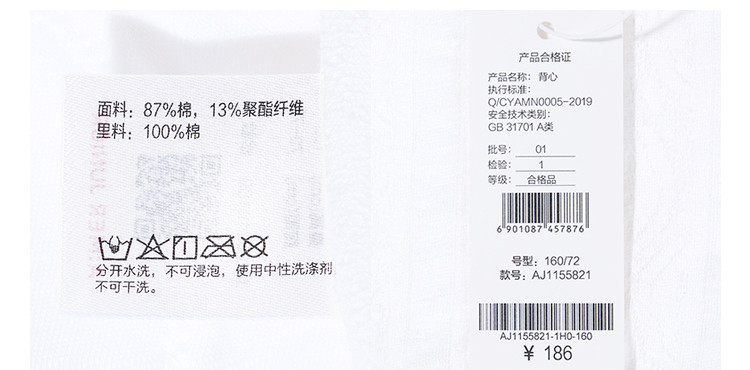 面料：87%棉，13%聚酯纤维
里料：100%棉
分开水洗，不可浸泡，使用中性洗涤剂
不可干洗。
产品合格证
产品名称：背心
执行标准：
Q/CYAMN0005-2019
安全技术类别：
GB 31701 A类
批号： 01
检验： 1
等级： 合格品
6 901087 457876
号型：160/72
款号：AJ1155821
AJ1155821-1H0-160
¥ 186